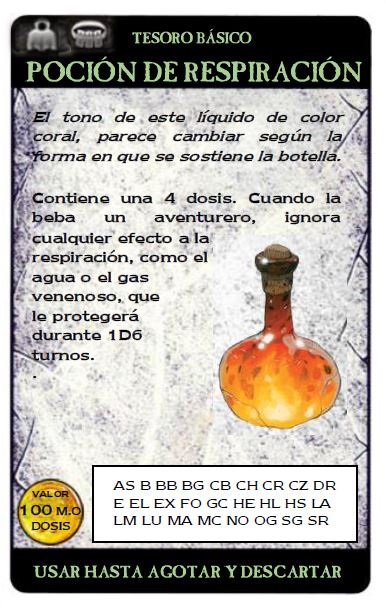 TESORO BÁSICO
POCIÓN DE RESPIRACIÓN
El tono de este líquido de color
coral, parece cambiar según la
forma en que se sostiene la botella.
Contiene una 4 dosis. Cuando la
beba un aventurero, ignora
cualquier efecto a la
respiración, como el
agua o el gas
venenoso, que
le protegerá
durante 1D6
turnos.
.
VALOR
100 M.O
DOSIS
AS B BB BG CB CH CR CZ DR
E EL EX FO GC HE HL HS LA
LM LU MA MC NO OG SG SR
USAR HASTA AGOTAR Y DESCARTAR